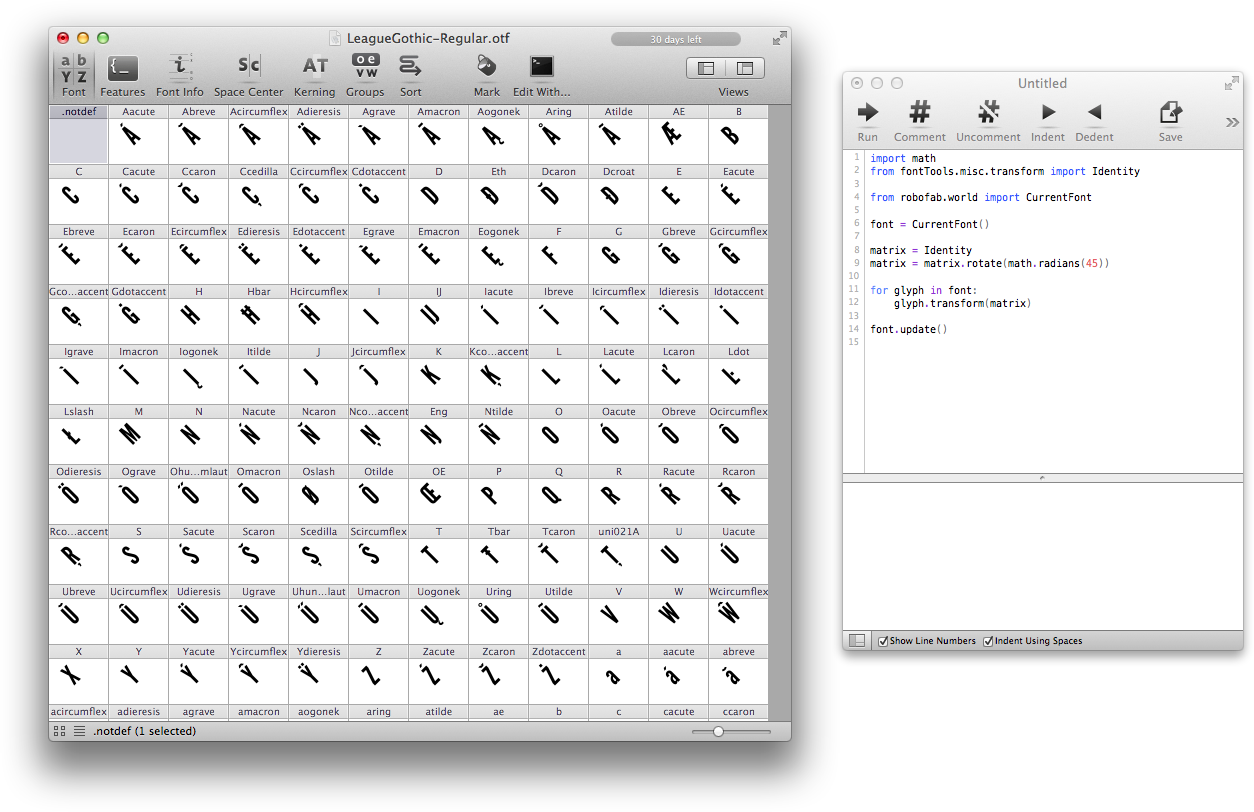 LeagueGothic-Regular.otf
30 days left
Font Features Font Info Space Center Kerning Groups Sort Mark Edit With... Views
.notdef Aacute Abreve Acircumflex Adieresis Agrave Amacron Aogonek Aring Atilde AE B
C Cacute Ccaron Ccedilla Ccircumflex Cdotaccent D Eth Dcaron Dcroat E Eacute
Ebreve Ecaron Ecircumflex Edieresis Edotaccent Egrave Emacron Eogonek F G Gbreve Gcircumflex
Gco...accent Gdotaccent H Hbar Hcircumflex I IJ Iacute Ibreve Icircumflex Idieresis Idotaccent
Igrave Imacron Iogonek Itilde J Jcircumflex K Kco...accent L Lacute Lcaron Ldot
Lslash M N Nacute Ncaron Nco...accent Eng Ntilde O Oacute Obreve Ocircumflex
Odieresis Ograve Ohu...mlaut Omacron Oslash Otilde OE P Q R Racute Rcaron
Rco...accent S Sacute Scaron Scedilla Scircumflex T Tbar Tcaron uni021A U Uacute
Ubreve Ucircumflex Udieresis Ugrave Uhun...laut Umacron Uogonek Uring Utilde V W Wcircumflex
X Y Yacute Ycircumflex Ydieresis Z Zacute Zcaron Zdotaccent a aacute abreve
acircumflex adieresis agrave amacron aogonek aring atilde ae b c cacute ccaron
.notdef (1 selected)
Untitled
Run Comment Uncomment Indent Dedent Save
1 import math
2 from fontTools.misc.transform import Identity
3
4 from robofab.world import CurrentFont
5
6 font = CurrentFont()
7
8 matrix = Identity
9 matrix = matrix.rotate(math.radians(45))
10
11 for glyph in font:
12 glyph.transform(matrix)
13
14 font.update()
15
Show Line Numbers Indent Using Spaces